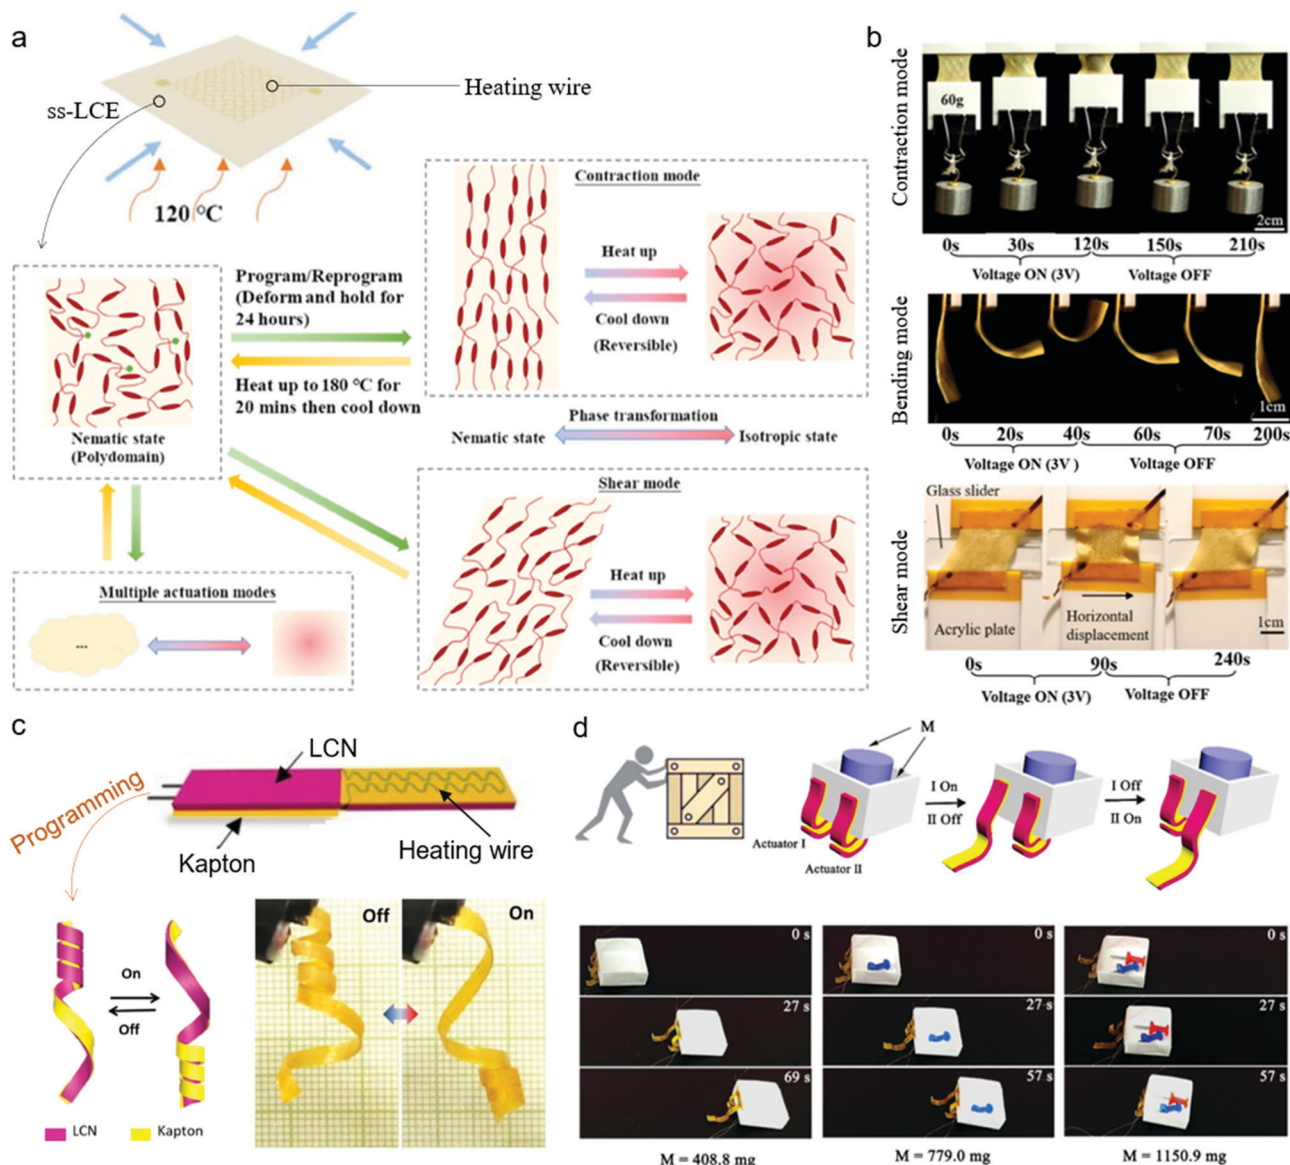 a
Heating wire
ss-LCE
120 °C
Program/Reprogram
(Deform and hold for
24 hours)
Heat up to 180 °C for
20 mins then cool down
Nematic state
(Polydomain)
Contraction mode
Heat up
Cool down
(Reversible)
Phase transformation
Nematic state
Isotropic state
Shear mode
Heat up
Cool down
(Reversible)
Multiple actuation modes
...
b
Contraction mode
60g
2cm
0s 30s 120s 150s 210s
Voltage ON (3V) Voltage OFF
Bending mode
1cm
0s 20s 40s 60s 70s 200s
Voltage ON (3V ) Voltage OFF
Shear mode
Glass slider
Acrylic plate
Horizontal
displacement
1cm
0s 90s 240s
Voltage ON (3V) Voltage OFF
c
LCN
Programming
Kapton
Heating wire
On
Off
Off
On
LCN
Kapton
d
M
Actuator I
Actuator II
I On
II Off
I Off
II On
0 s
27 s
69 s
M = 408.8 mg
0 s
27 s
57 s
M = 779.0 mg
0 s
27 s
57 s
M = 1150.9 mg